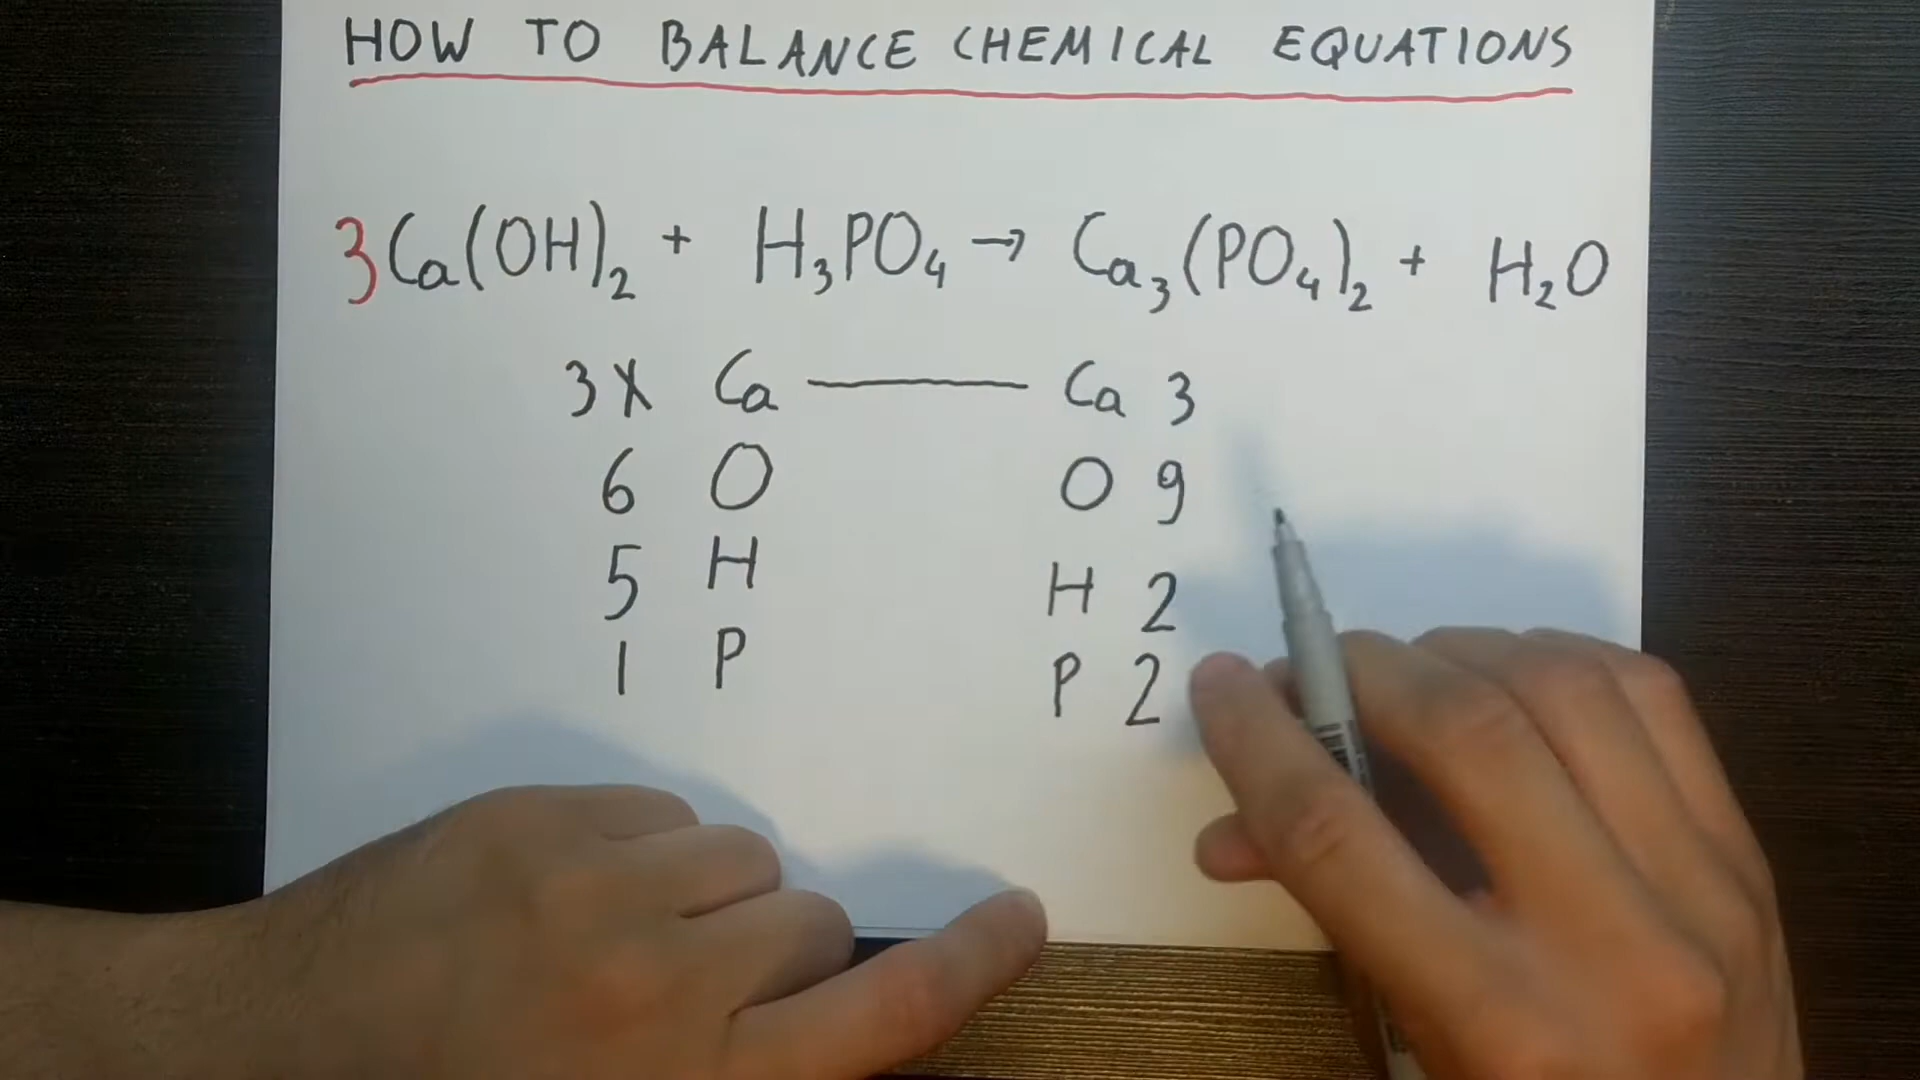 HOW TO BALANCE CHEMICAL EQUATIONS
3Ca(OH)₂ + H₃PO₄ → Ca₃(PO₄)₂ + H₂O
3 X Ca — Ca 3
6 O O 9
5 H H 2
1 P P 2